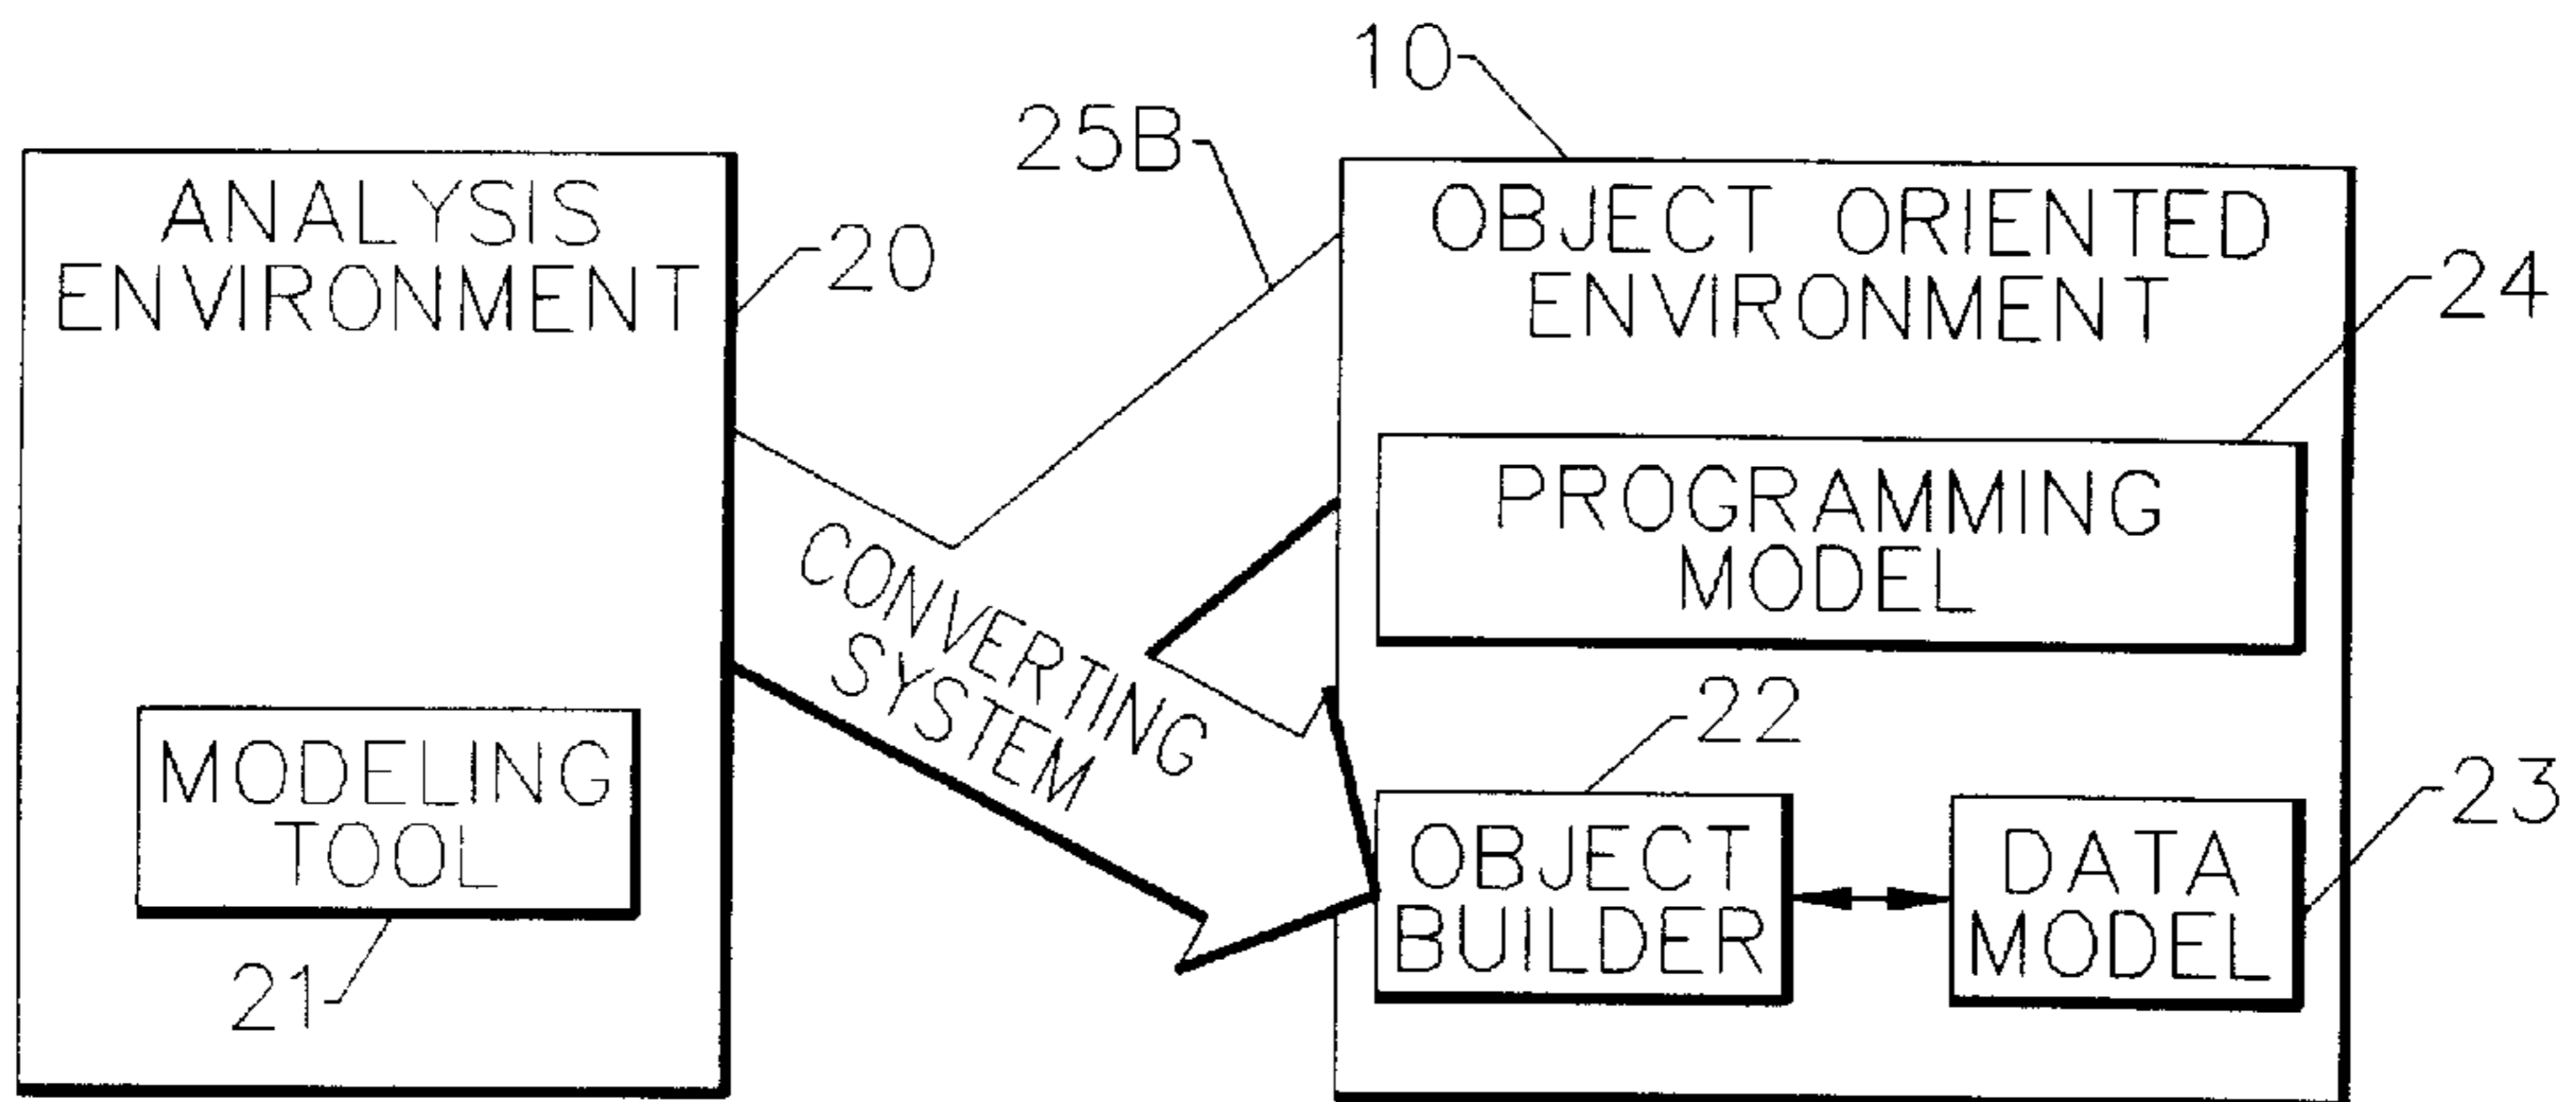 10
25B
ANALYSIS
ENVIRONMENT
20
OBJECT ORIENTED
ENVIRONMENT
24
PROGRAMMING
MODEL
CONVERTING
SYSTEM
MODELING
TOOL
21
22
OBJECT
BUILDER
23
DATA
MODEL